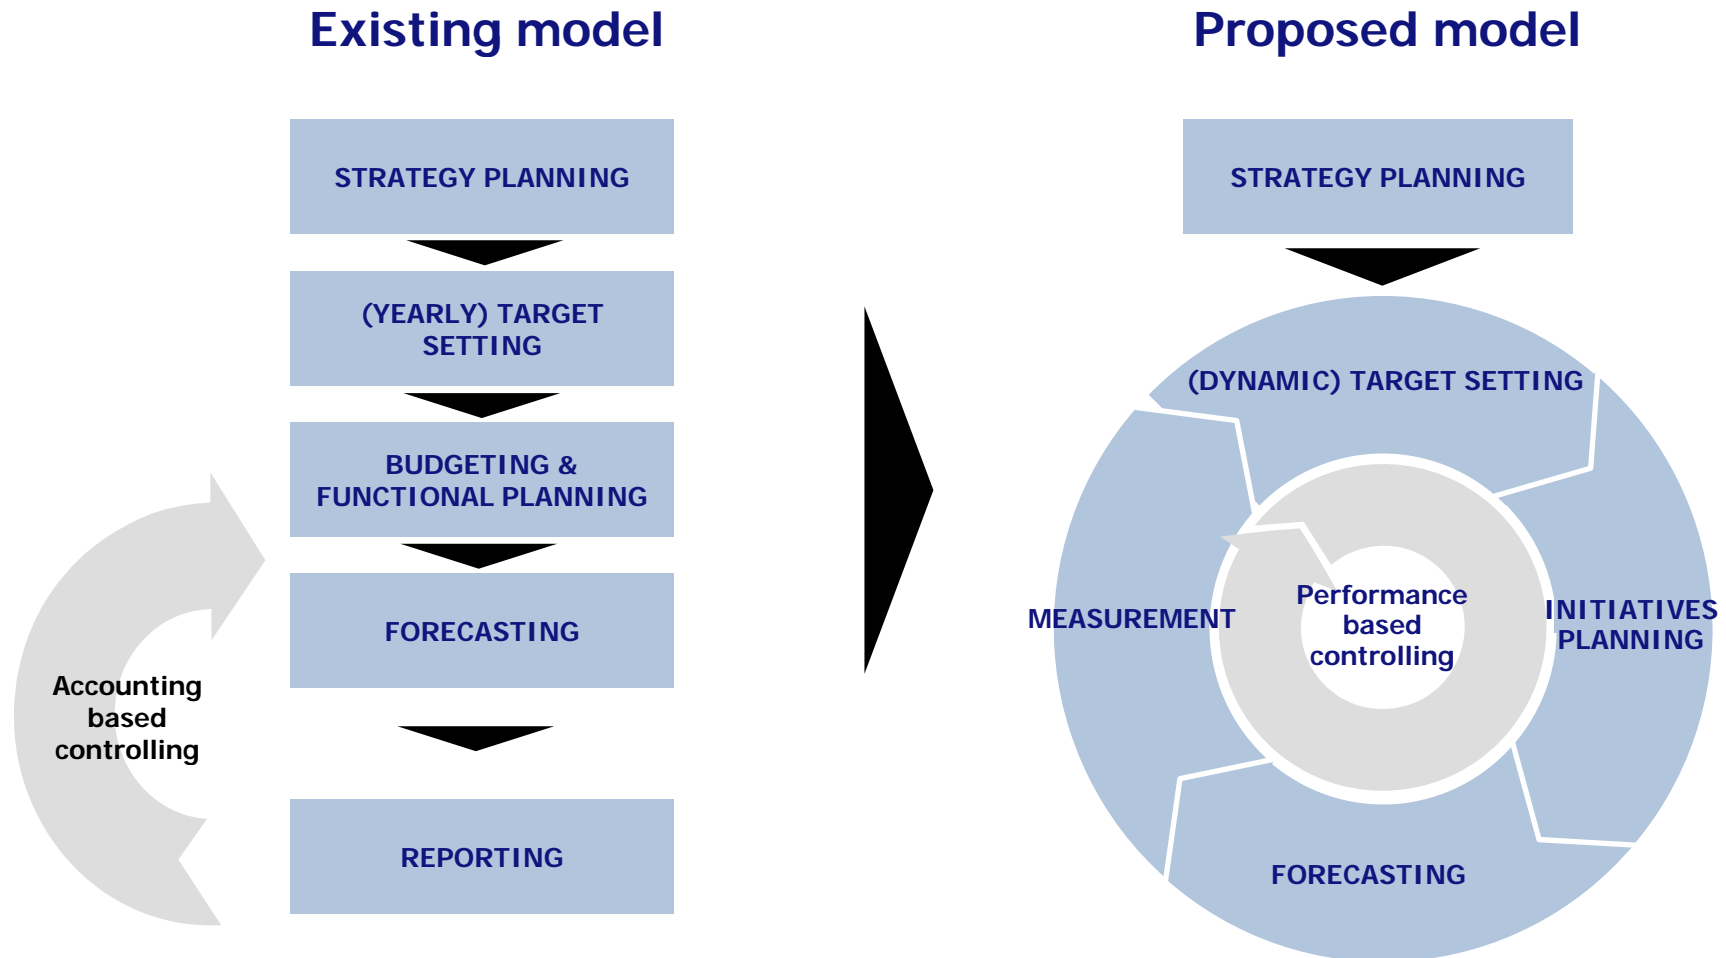 Existing model
STRATEGY PLANNING
(YEARLY) TARGET
SETTING
BUDGETING &
FUNCTIONAL PLANNING
FORECASTING
REPORTING
Accounting
based
controlling
Proposed model
STRATEGY PLANNING
(DYNAMIC) TARGET SETTING
INITIATIVES
PLANNING
FORECASTING
MEASUREMENT
Performance
based
controlling